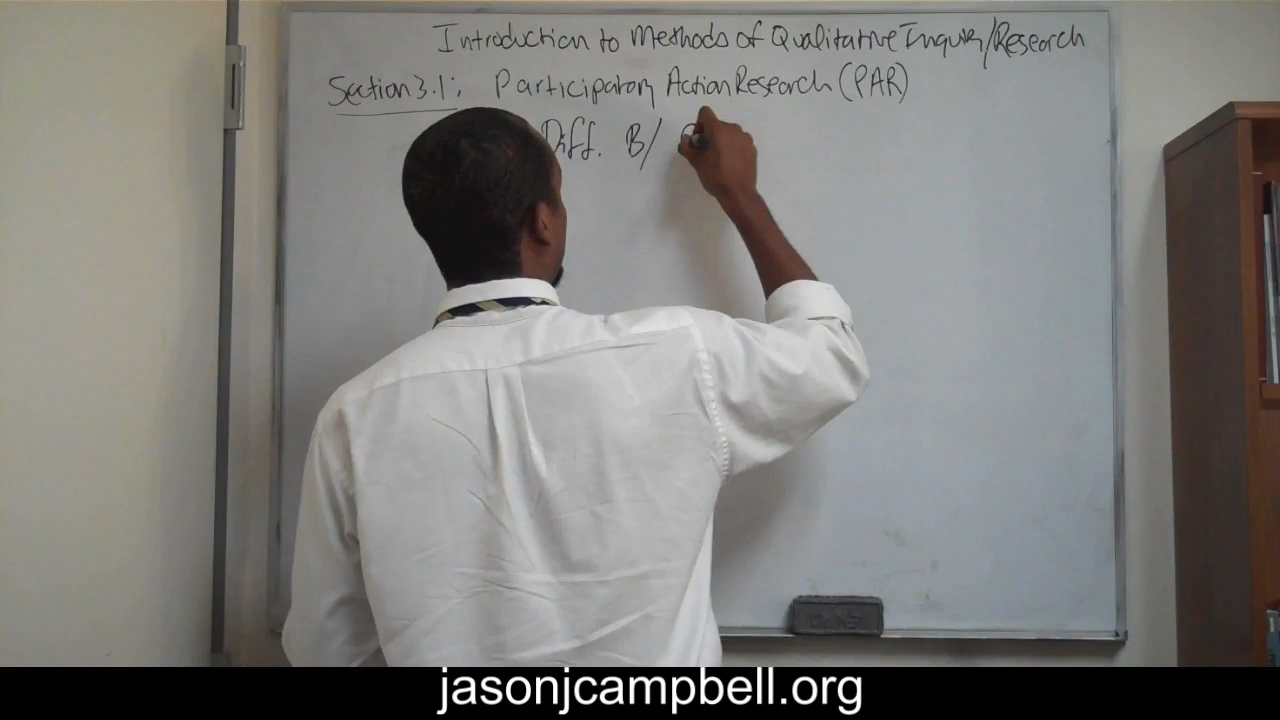 Introduction to Methods of Qualitative Inquiry/Research
Section 3.1: Participatory Action Research (PAR)
Diff. B/
jasonjcampbell.org